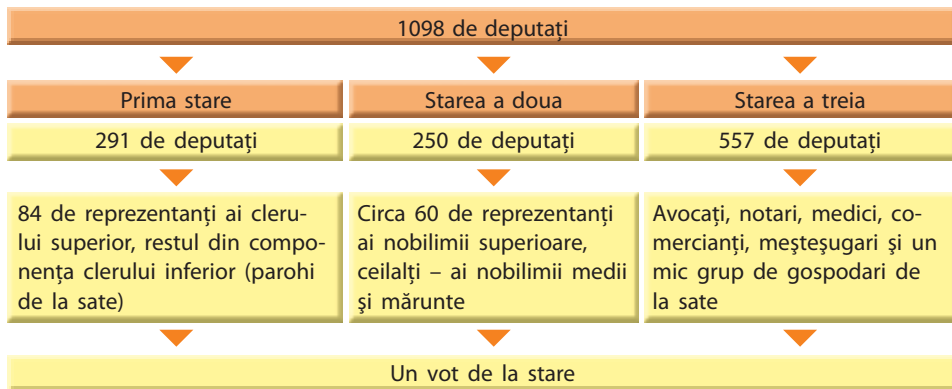 1098 de deputați
Prima stare
Starea a doua
Starea a treia
291 de deputați
250 de deputați
557 de deputați
84 de reprezentanți ai cleru-
lui superior, restul din compo-
nența clerului inferior (parohi
de la sate)
Circa 60 de reprezentanți
ai nobilimii superioare,
ceilalți – ai nobilimii medii
şi mărunte
Avocați, notari, medici, co-
mercianți, meşteşugari şi un
mic grup de gospodari de
la sate
Un vot de la stare